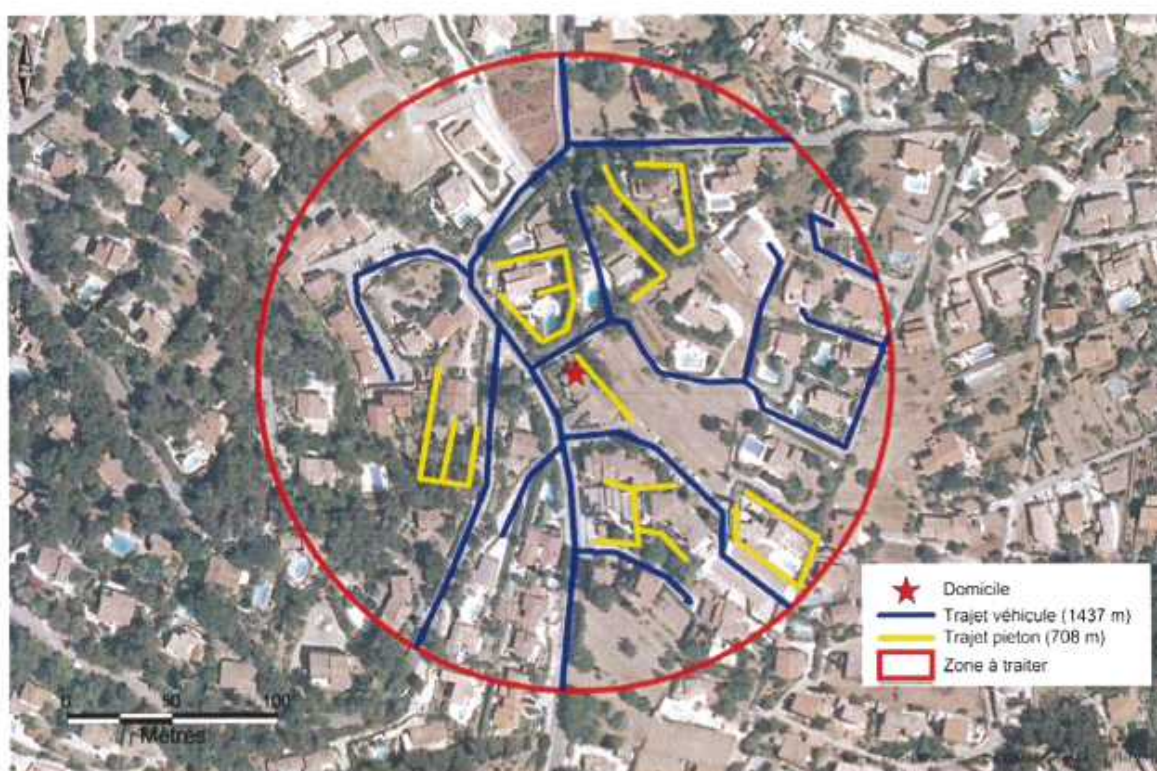 Domicile
Trajet véhicule (1437 m)
Trajet piéton (708 m)
Zone à traiter
0 50 100
Mètres